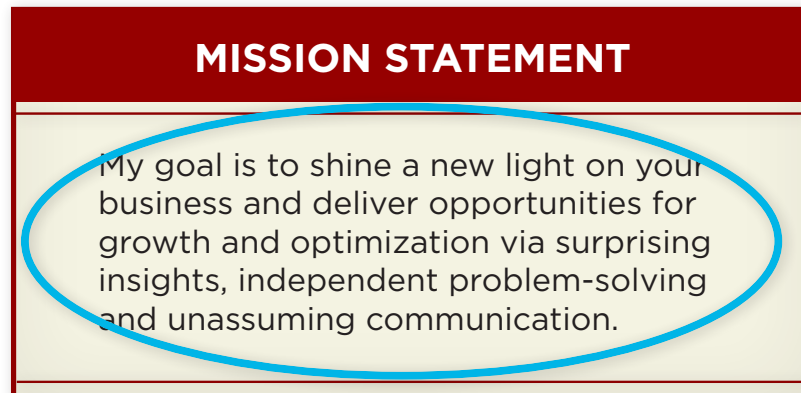 MISSION STATEMENT
My goal is to shine a new light on your
business and deliver opportunities for
growth and optimization via surprising
insights, independent problem-solving
and unassuming communication.